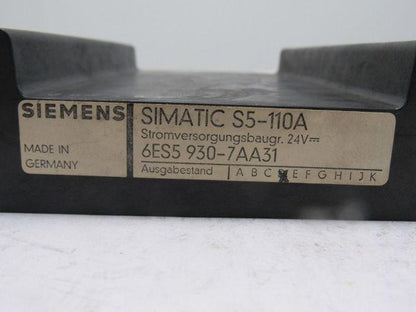 SIEMENS
SIMATIC S5-110A
Stromversorgungsbaugr. 24V⎓
MADE IN
GERMANY
6ES5 930-7AA31
Ausgabestand
A B C E F G H I J K